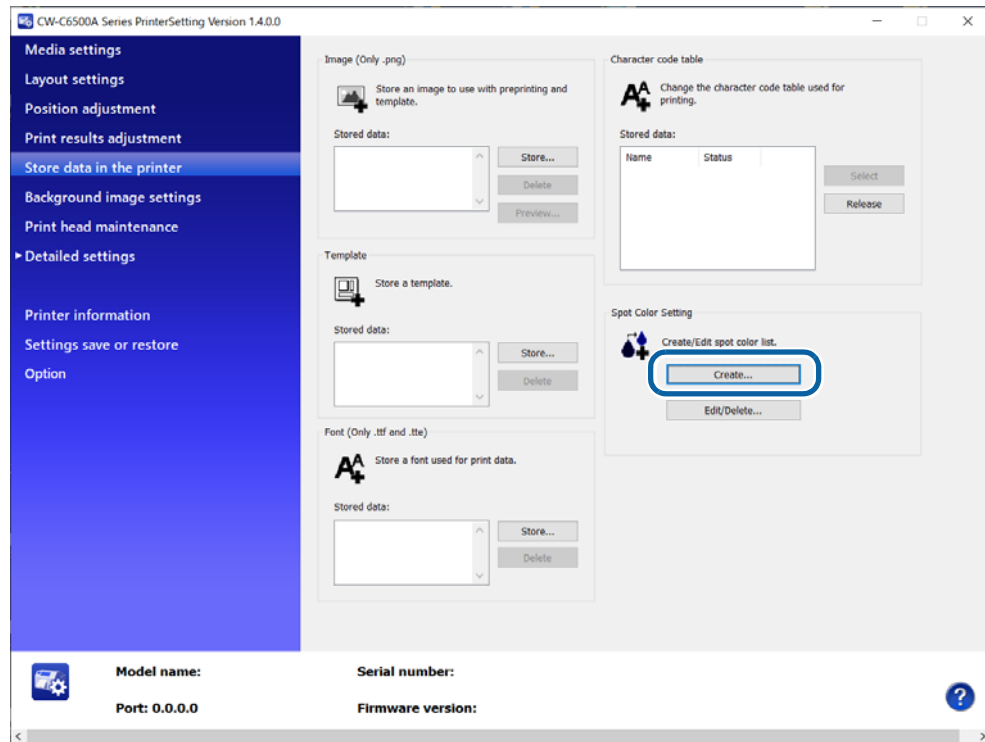 CW-C6500A Series PrinterSetting Version 1.4.0.0
Media settings
Layout settings
Position adjustment
Print results adjustment
Store data in the printer
Background image settings
Print head maintenance
Detailed settings
Printer information
Settings save or restore
Option
Image (Only .png)
Store an image to use with preprinting and
template.
Stored data:
Store...
Delete
Preview...
Template
Store a template.
Stored data:
Store...
Delete
Font (Only .ttf and .tte)
Store a font used for print data.
Stored data:
Store...
Delete
Character code table
Change the character code table used for
printing.
Stored data:
Name Status
Select
Release
Spot Color Setting
Create/Edit spot color list.
Create...
Edit/Delete...
Model name:
Serial number:
Port: 0.0.0.0
Firmware version: